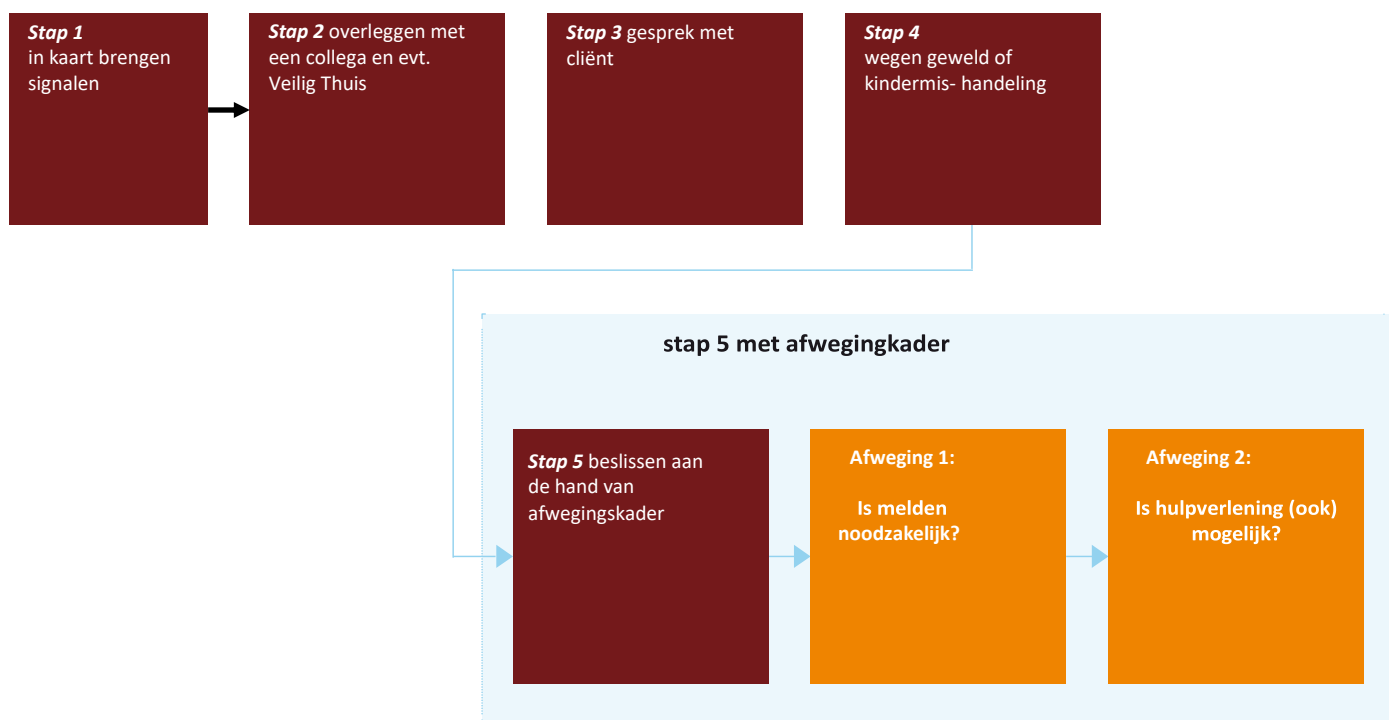 Stap 1
in kaart brengen
signalen
Stap 2 overleggen met
een collega en evt.
Veilig Thuis
Stap 3 gesprek met
cliënt
Stap 4
wegen geweld of
kindermis- handeling
stap 5 met afwegingkader
Stap 5 beslissen aan
de hand van
afwegingskader
Afweging 1:
Is melden
noodzakelijk?
Afweging 2:
Is hulpverlening (ook)
mogelijk?